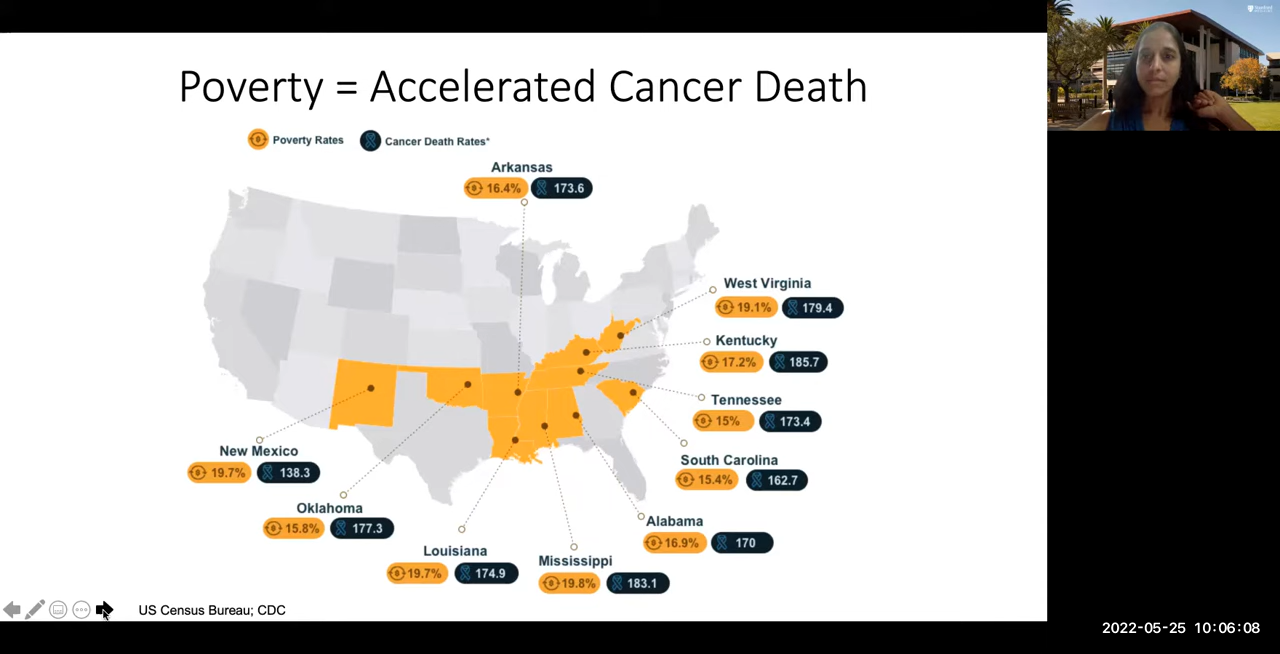 Poverty = Accelerated Cancer Death
Poverty Rates
Cancer Death Rates*
Arkansas
16.4% 173.6
West Virginia
19.1% 179.4
Kentucky
17.2% 185.7
Tennessee
15% 173.4
New Mexico
19.7% 138.3
South Carolina
15.4% 162.7
Oklahoma
15.8% 177.3
Alabama
16.9% 170
Louisiana
19.7% 174.9
Mississippi
19.8% 183.1
US Census Bureau; CDC
2022-05-25 10:06:08